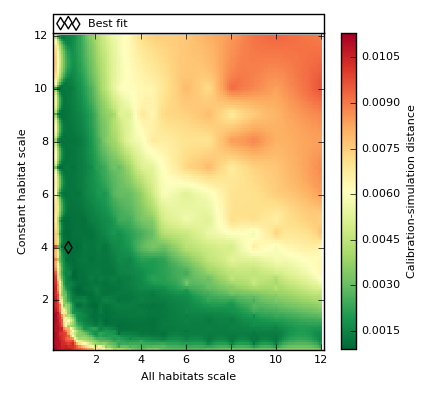 Best fit
12
10
8
6
4
2
Constant habitat scale
2 4 6 8 10 12
All habitats scale
0.0105
0.0090
0.0075
0.0060
0.0045
0.0030
0.0015
Calibration-simulation distance